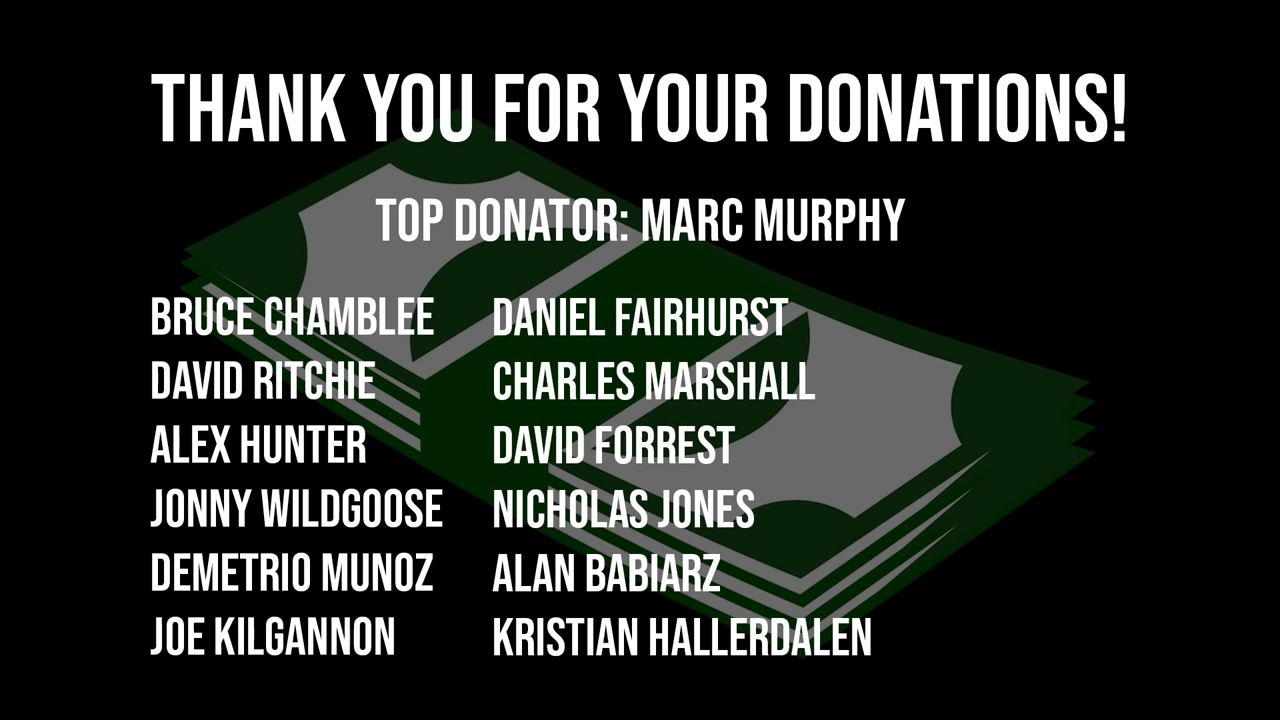 THANK YOU FOR YOUR DONATIONS!
TOP DONATOR: MARC MURPHY
BRUCE CHAMBLEE
DAVID RITCHIE
ALEX HUNTER
JONNY WILDGOOSE
DEMETRIO MUNOZ
JOE KILGANNON
DANIEL FAIRHURST
CHARLES MARSHALL
DAVID FORREST
NICHOLAS JONES
ALAN BABIARZ
KRISTIAN HALLERDALEN